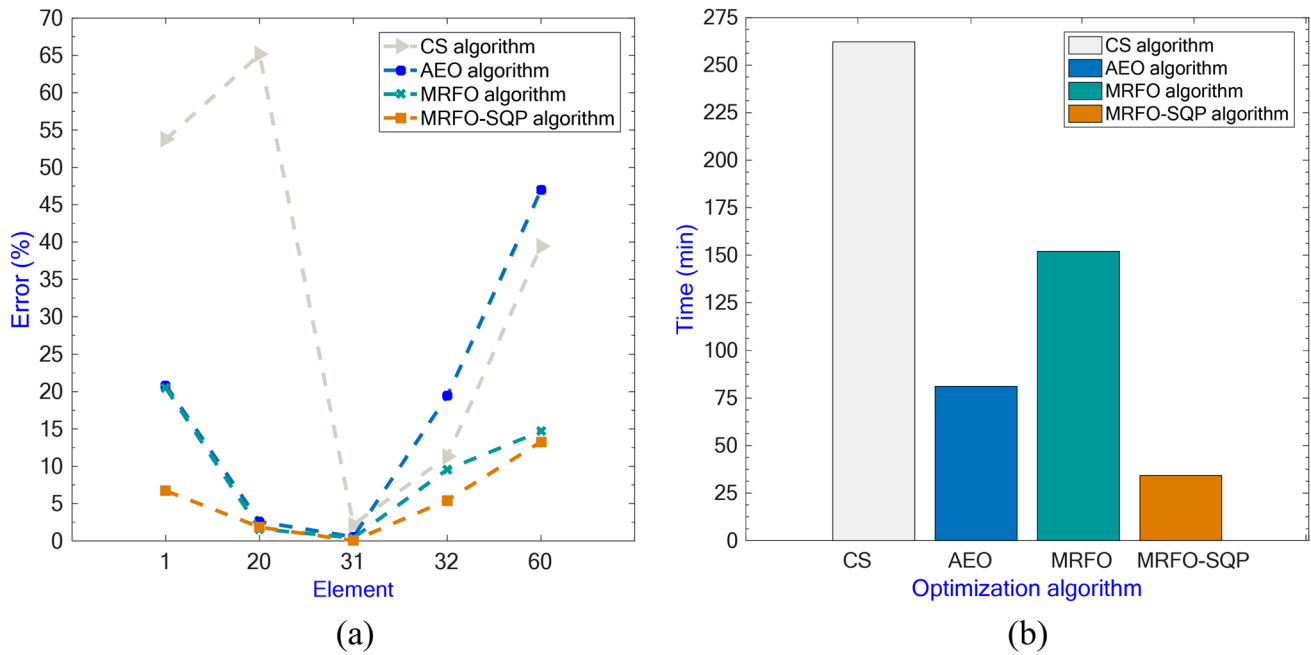 70
65
60
55
50
45
40
35
30
25
20
15
10
5
0
Error (%)
CS algorithm
AEO algorithm
MRFO algorithm
MRFO-SQP algorithm
1 20 31 32 60
Element
(a)
275
250
225
200
175
150
125
100
75
50
25
0
Time (min)
CS algorithm
AEO algorithm
MRFO algorithm
MRFO-SQP algorithm
CS AEO MRFO MRFO-SQP
Optimization algorithm
(b)